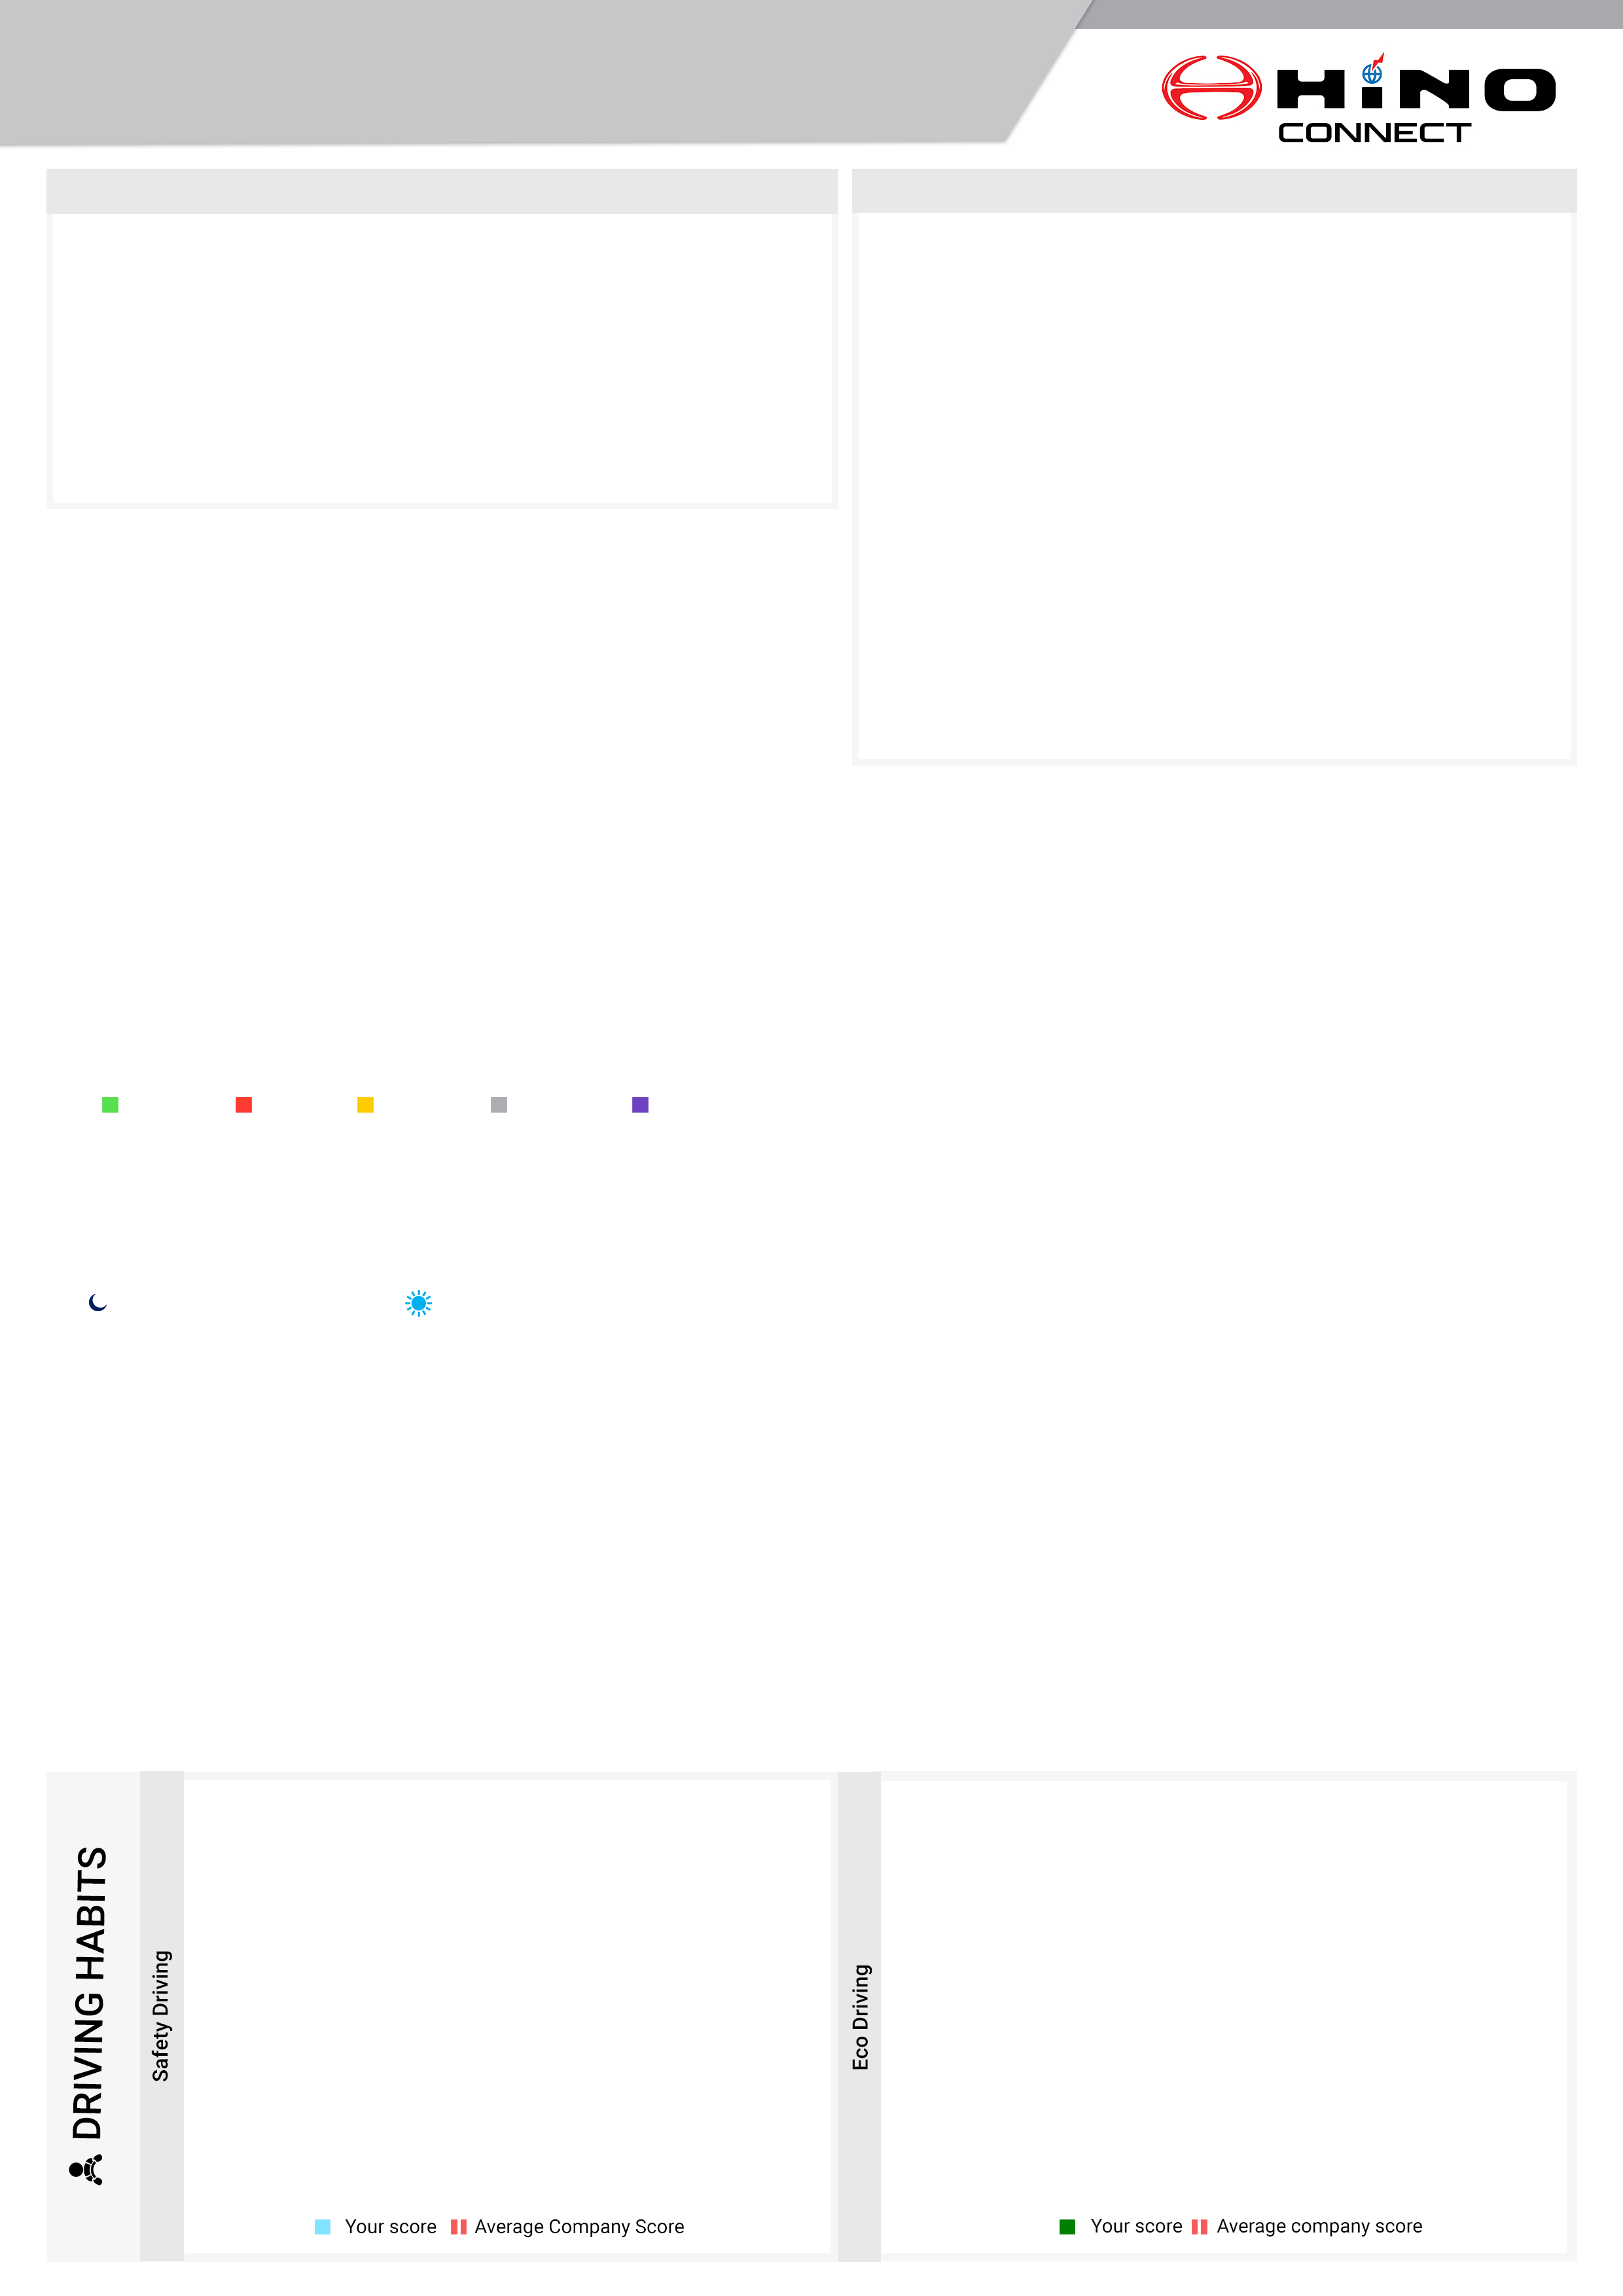 HiNO
CONNECT
DRIVING HABITS
Safety Driving
Eco Driving
Your score Average Company Score
Your score Average company score